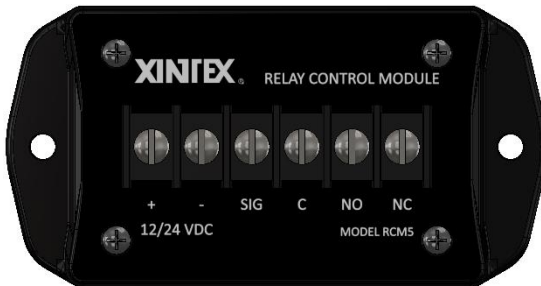 XINTEX® RELAY CONTROL MODULE
+ - SIG C NO NC
12/24 VDC MODEL RCM5